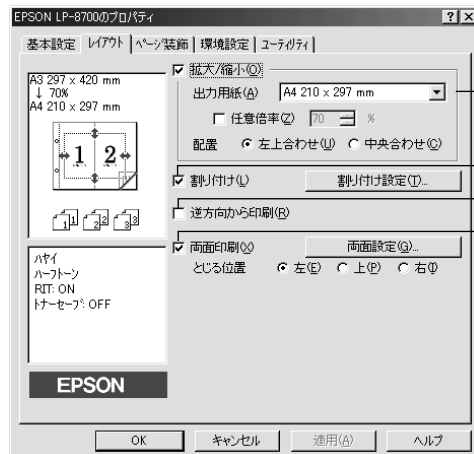 EPSON LP-8700のプロパティ
? ×
基本設定 レイアウト ページ装飾 環境設定 ユーティリティ
A3 297 x 420 mm
↓ 70%
A4 210 x 297 mm
1 2
1 1 2 2 3 3
ハヤイ
ハーフトーン
RIT: ON
トナーセーブ: OFF
EPSON
拡大/縮小(O)
出力用紙(A) A4 210 x 297 mm
任意倍率(Z) 70 %
配置 左上合わせ(U) 中央合わせ(C)
割り付け(L) 割り付け設定(T)...
逆方向から印刷(R)
両面印刷(X) 両面設定(G)...
とじる位置 左(E) 上(P) 右(I)
OK キャンセル 適用(A) ヘルプ